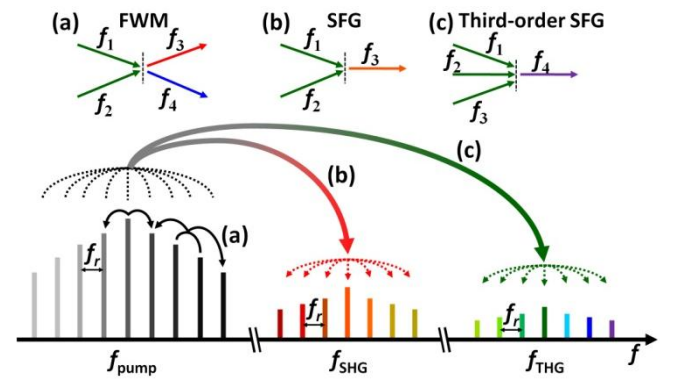 (a) FWM (b) SFG (c) Third-order SFG
f1 f3 f1 f3 f1
f2 f4
f2 f4 f2 f3
(c)
(b)
(a)
fr fr fr
fpump fSHG fTHG f